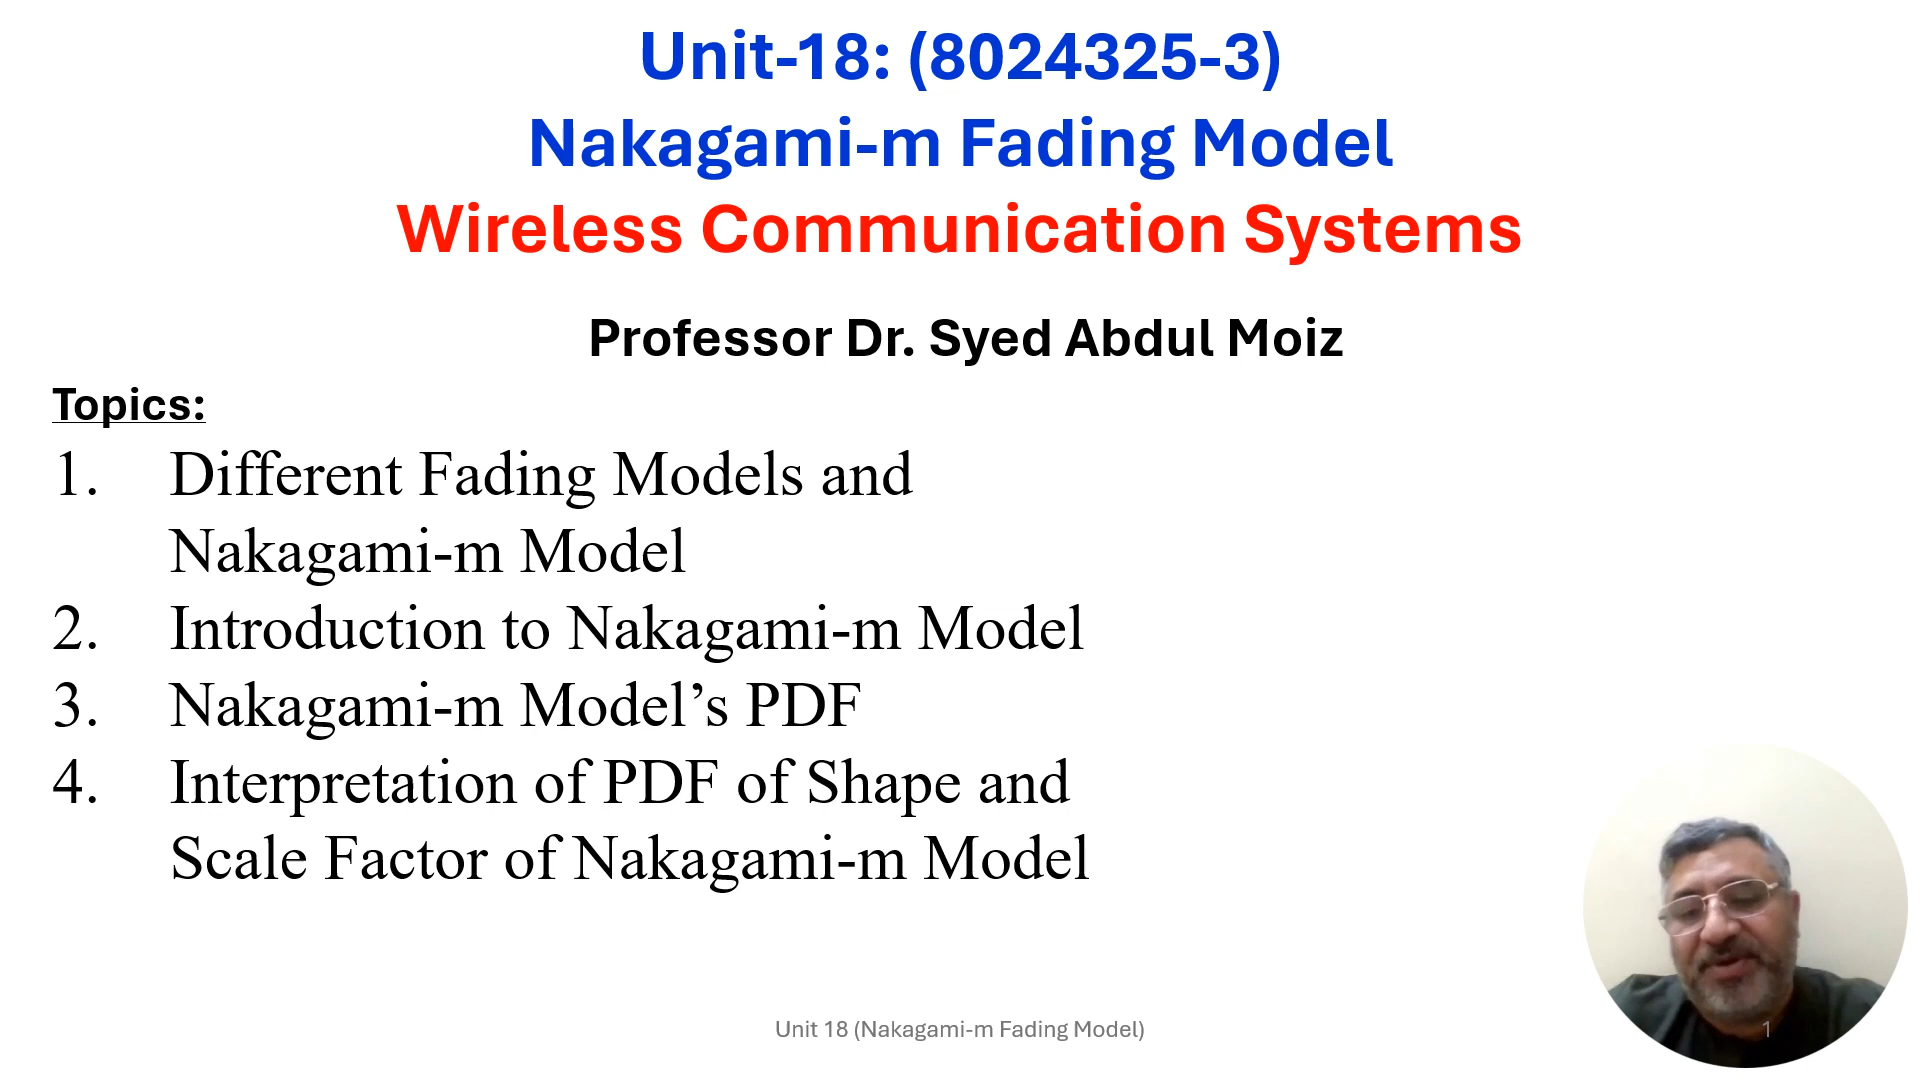 Unit-18: (8024325-3)
Nakagami-m Fading Model
Wireless Communication Systems
Professor Dr. Syed Abdul Moiz
Topics:
1. Different Fading Models and
Nakagami-m Model
2. Introduction to Nakagami-m Model
3. Nakagami-m Model’s PDF
4. Interpretation of PDF of Shape and
Scale Factor of Nakagami-m Model
Unit 18 (Nakagami-m Fading Model)
1